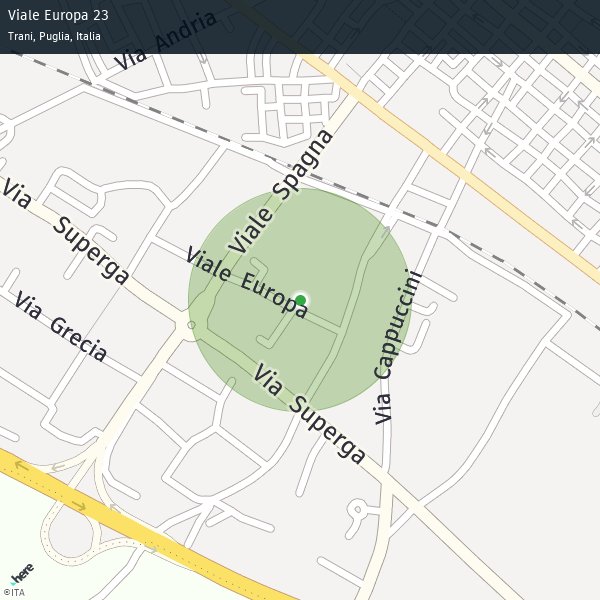 Viale Europa 23
Trani, Puglia, Italia
Via Andria
Viale Spagna
Via Superga
Viale Europa
Via Grecia
Via Cappuccini
Via Superga
here
©ITA